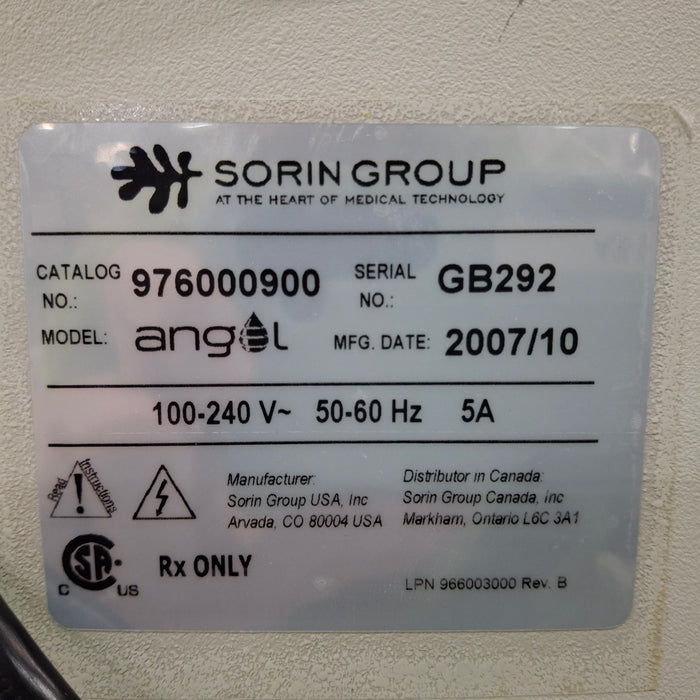 SORIN GROUP
AT THE HEART OF MEDICAL TECHNOLOGY
CATALOG NO.: 976000900 SERIAL NO.: GB292
MODEL: angel MFG. DATE: 2007/10
100-240 V~ 50-60 Hz 5A
Read Instructions
Manufacturer:
Sorin Group USA, Inc
Arvada, CO 80004 USA
Distributor in Canada:
Sorin Group Canada, Inc
Markham, Ontario L6C 3A1
C SA US
Rx ONLY
LPN 966003000 Rev. B